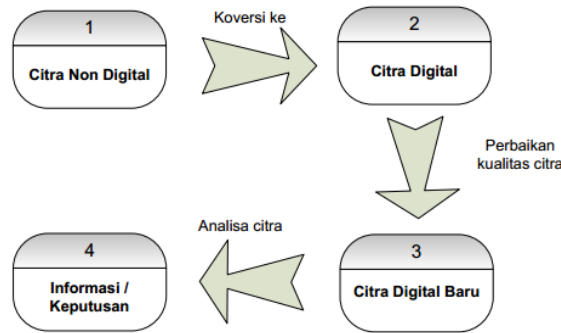 1
Citra Non Digital
Koversi ke
2
Citra Digital
Perbaikan
kualitas citra
3
Citra Digital Baru
Analisa citra
4
Informasi /
Keputusan